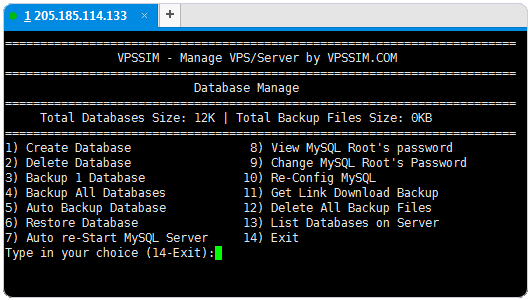 1 205.185.114.133 × +
==========================================================================
VPSSIM - Manage VPS/Server by VPSSIM.COM
==========================================================================
Database Manage
==========================================================================
Total Databases Size: 12K | Total Backup Files Size: 0KB
==========================================================================
1) Create Database 8) View MySQL Root's password
2) Delete Database 9) Change MySQL Root's Password
3) Backup 1 Database 10) Re-Config MySQL
4) Backup All Databases 11) Get Link Download Backup
5) Auto Backup Database 12) Delete All Backup Files
6) Restore Database 13) List Databases on Server
7) Auto re-Start MySQL Server 14) Exit
Type in your choice (14-Exit):